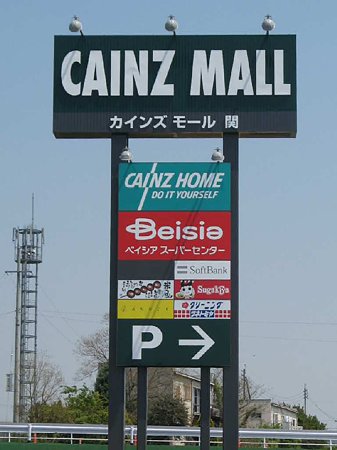 CAINZ MALL
カインズ モール 関
CAINZ HOME
DO IT YOURSELF
Beisia
ベイシア スーパーセンター
SoftBank
Sugakiya
クリーニング
P →